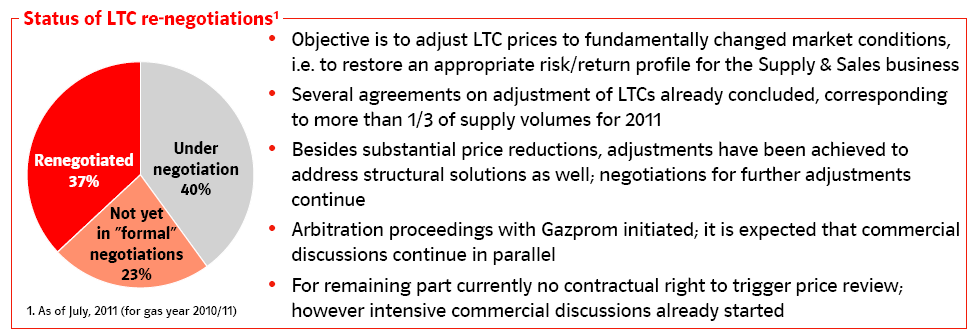 Status of LTC re-negotiations¹
Renegotiated
37%
Under
negotiation
40%
Not yet
in "formal"
negotiations
23%
1. As of July, 2011 (for gas year 2010/11)
• Objective is to adjust LTC prices to fundamentally changed market conditions,
i.e. to restore an appropriate risk/return profile for the Supply & Sales business
• Several agreements on adjustment of LTCs already concluded, corresponding
to more than 1/3 of supply volumes for 2011
• Besides substantial price reductions, adjustments have been achieved to
address structural solutions as well; negotiations for further adjustments
continue
• Arbitration proceedings with Gazprom initiated; it is expected that commercial
discussions continue in parallel
• For remaining part currently no contractual right to trigger price review;
however intensive commercial discussions already started